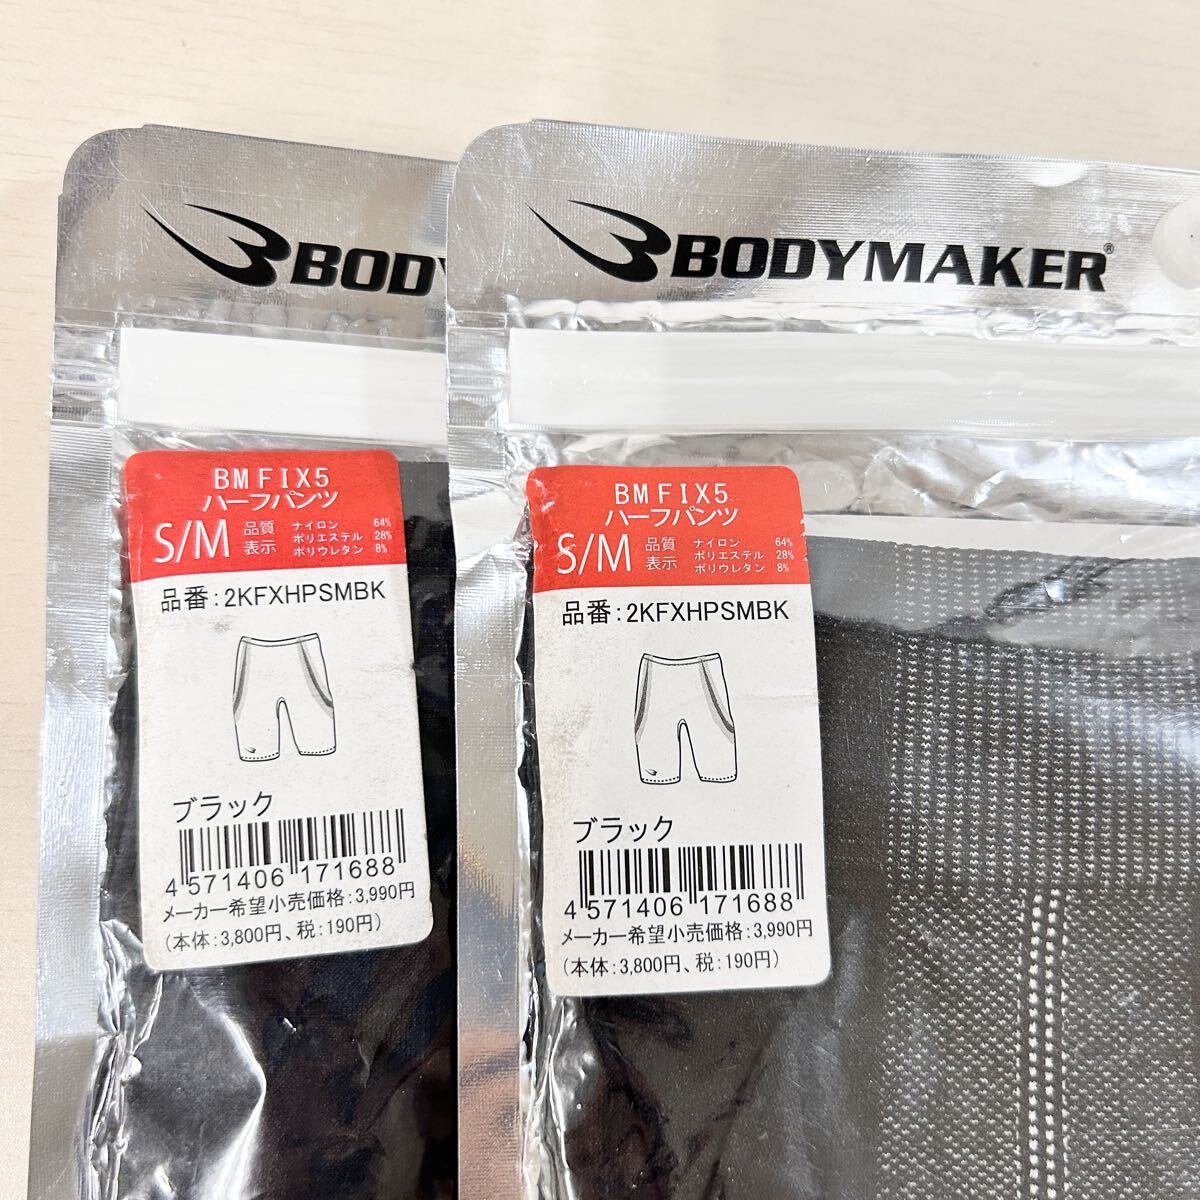 BODY
BM FIX5
ハーフパンツ
S/M 品質表示 ナイロン 64%
ポリエステル 28%
ポリウレタン 8%
品番:2KFXHPSMBK
ブラック
4 571406 171688
メーカー希望小売価格:3,990円
(本体:3,800円、税:190円)
BODYMAKER®
BM FIX5
ハーフパンツ
S/M 品質表示 ナイロン 64%
ポリエステル 28%
ポリウレタン 8%
品番:2KFXHPSMBK
ブラック
4 571406 171688
メーカー希望小売価格:3,990円
(本体:3,800円、税:190円)